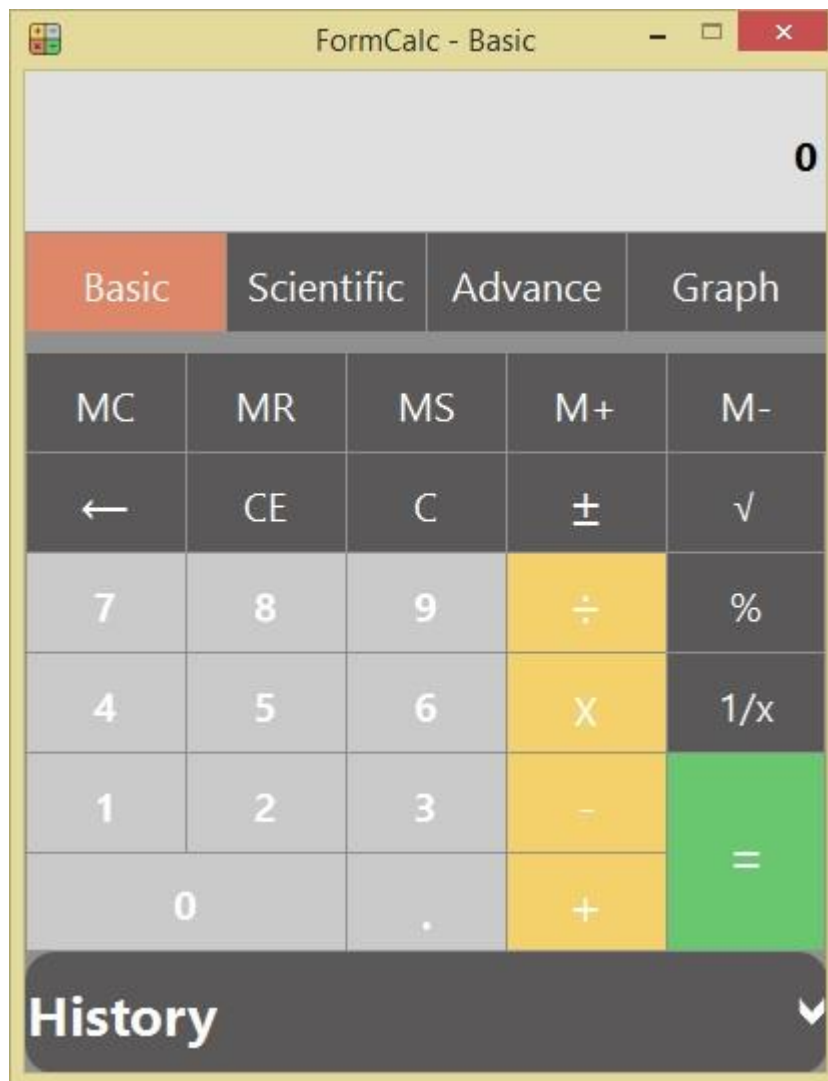 FormCalc - Basic
0
Basic Scientific Advance Graph
MC MR MS M+ M-
← CE C ± √
7 8 9 ÷ %
4 5 6 X 1/x
1 2 3 -
=
0 . +
History